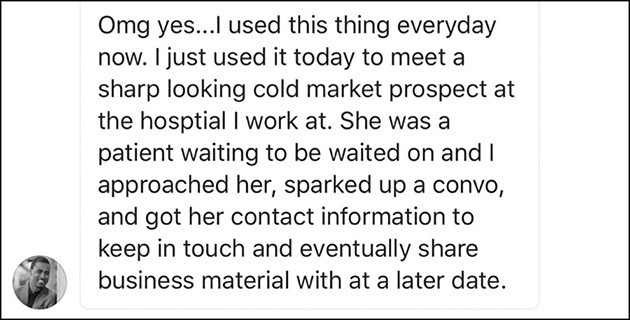 Omg yes...I used this thing everyday
now. I just used it today to meet a
sharp looking cold market prospect at
the hosptial I work at. She was a
patient waiting to be waited on and I
approached her, sparked up a convo,
and got her contact information to
keep in touch and eventually share
business material with at a later date.